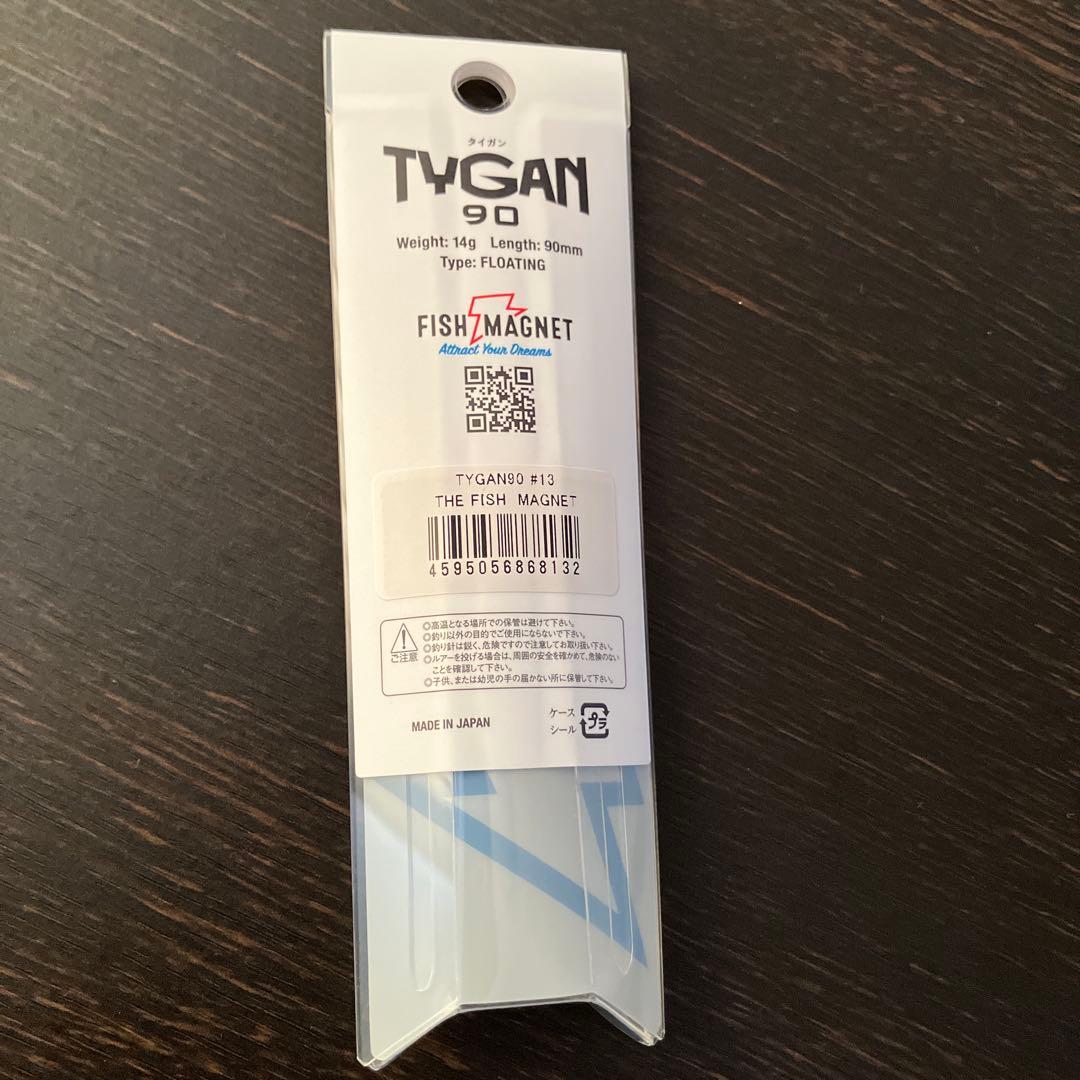 タイガン
TYGAN
90
Weight: 14g Length: 90mm
Type: FLOATING
FISH MAGNET
Attract Your Dreams
TYGAN90 #13
THE FISH MAGNET
4595056868132
ご注意
◎高温となる場所での保管は避けて下さい。
◎釣り以外の目的でご使用にならないで下さい。
◎釣り針は鋭く、危険ですので注意してお取り扱い下さい。
◎ルアーを投げる場合は、周囲の安全を確かめて、危険のない
ことを確認して下さい。
◎子供、または幼児の手の届かない所に保管して下さい。
MADE IN JAPAN
ケース
シール
プラ